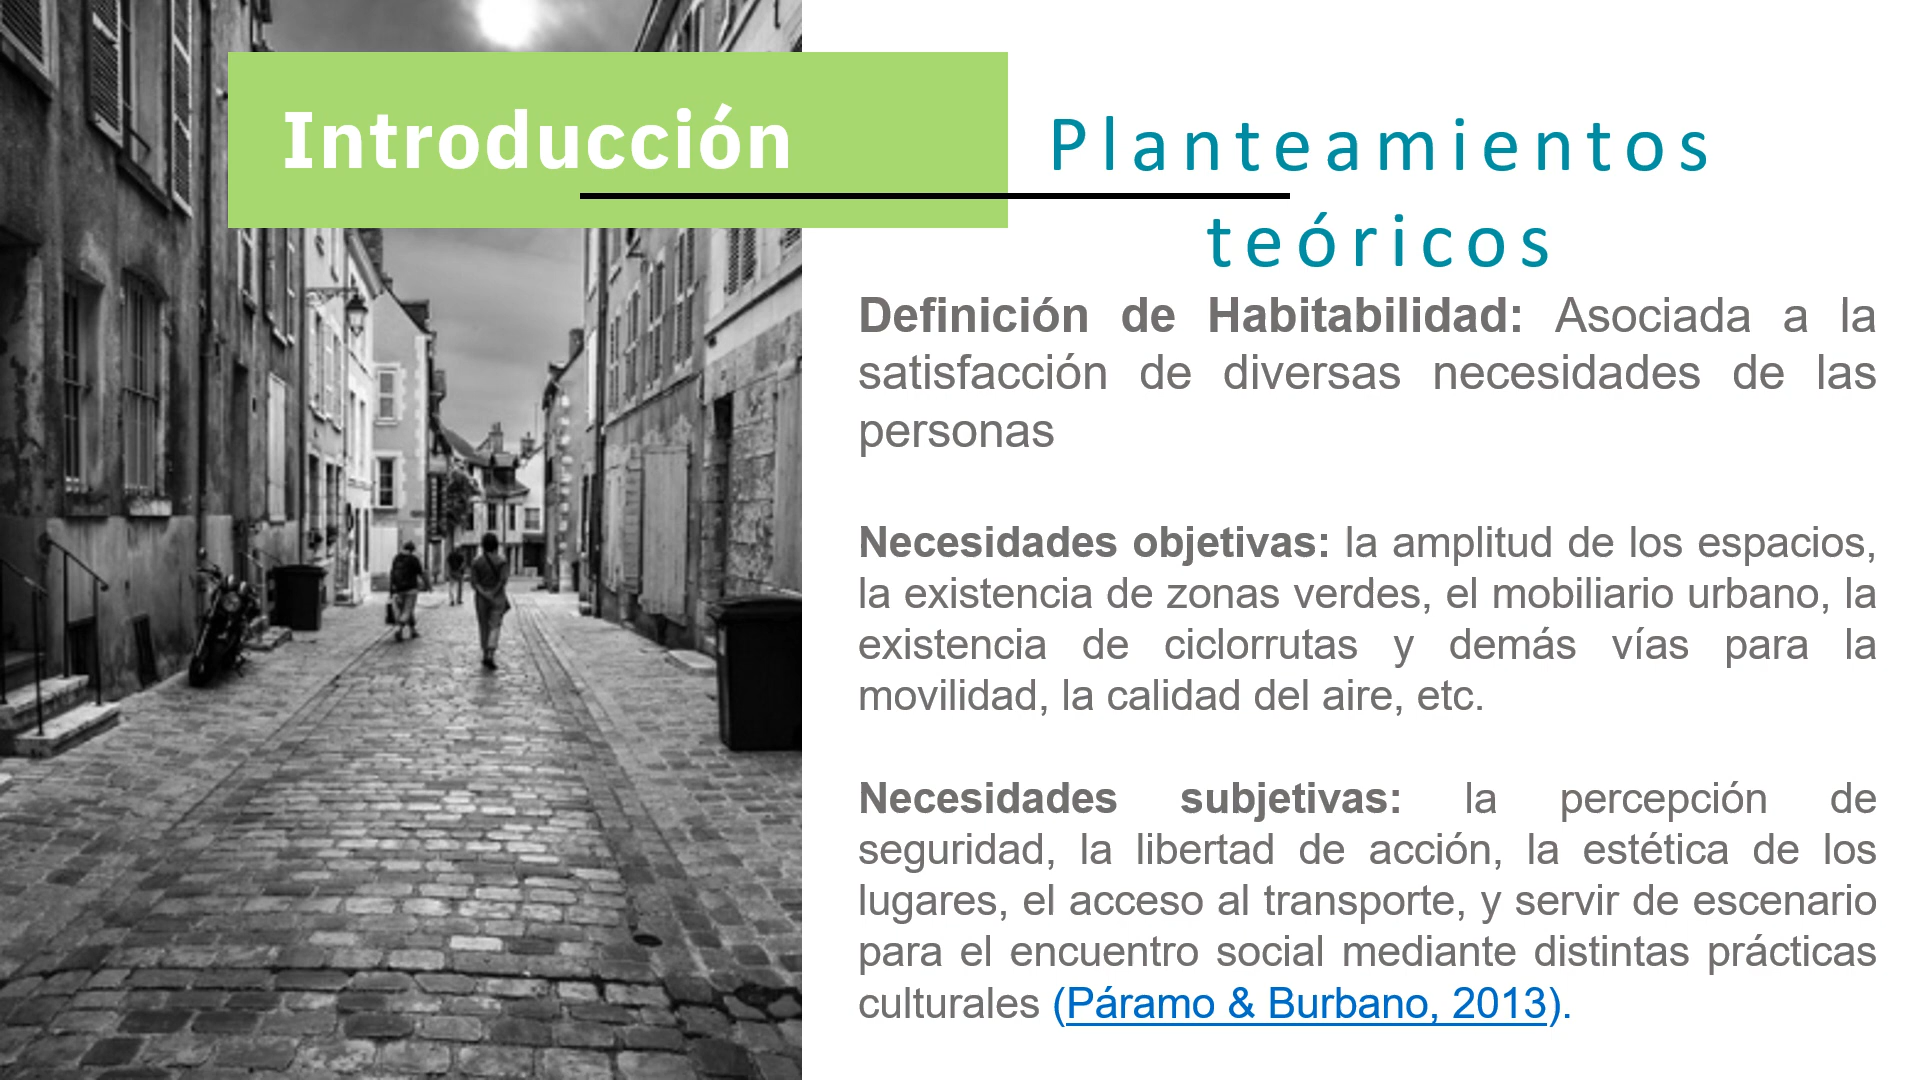 Introducción
Planteamientos
teóricos
Definición de Habitabilidad: Asociada a la
satisfacción de diversas necesidades de las
personas
Necesidades objetivas: la amplitud de los espacios,
la existencia de zonas verdes, el mobiliario urbano, la
existencia de ciclorrutas y demás vías para la
movilidad, la calidad del aire, etc.
Necesidades subjetivas: la percepción de
seguridad, la libertad de acción, la estética de los
lugares, el acceso al transporte, y servir de escenario
para el encuentro social mediante distintas prácticas
culturales (Páramo & Burbano, 2013).